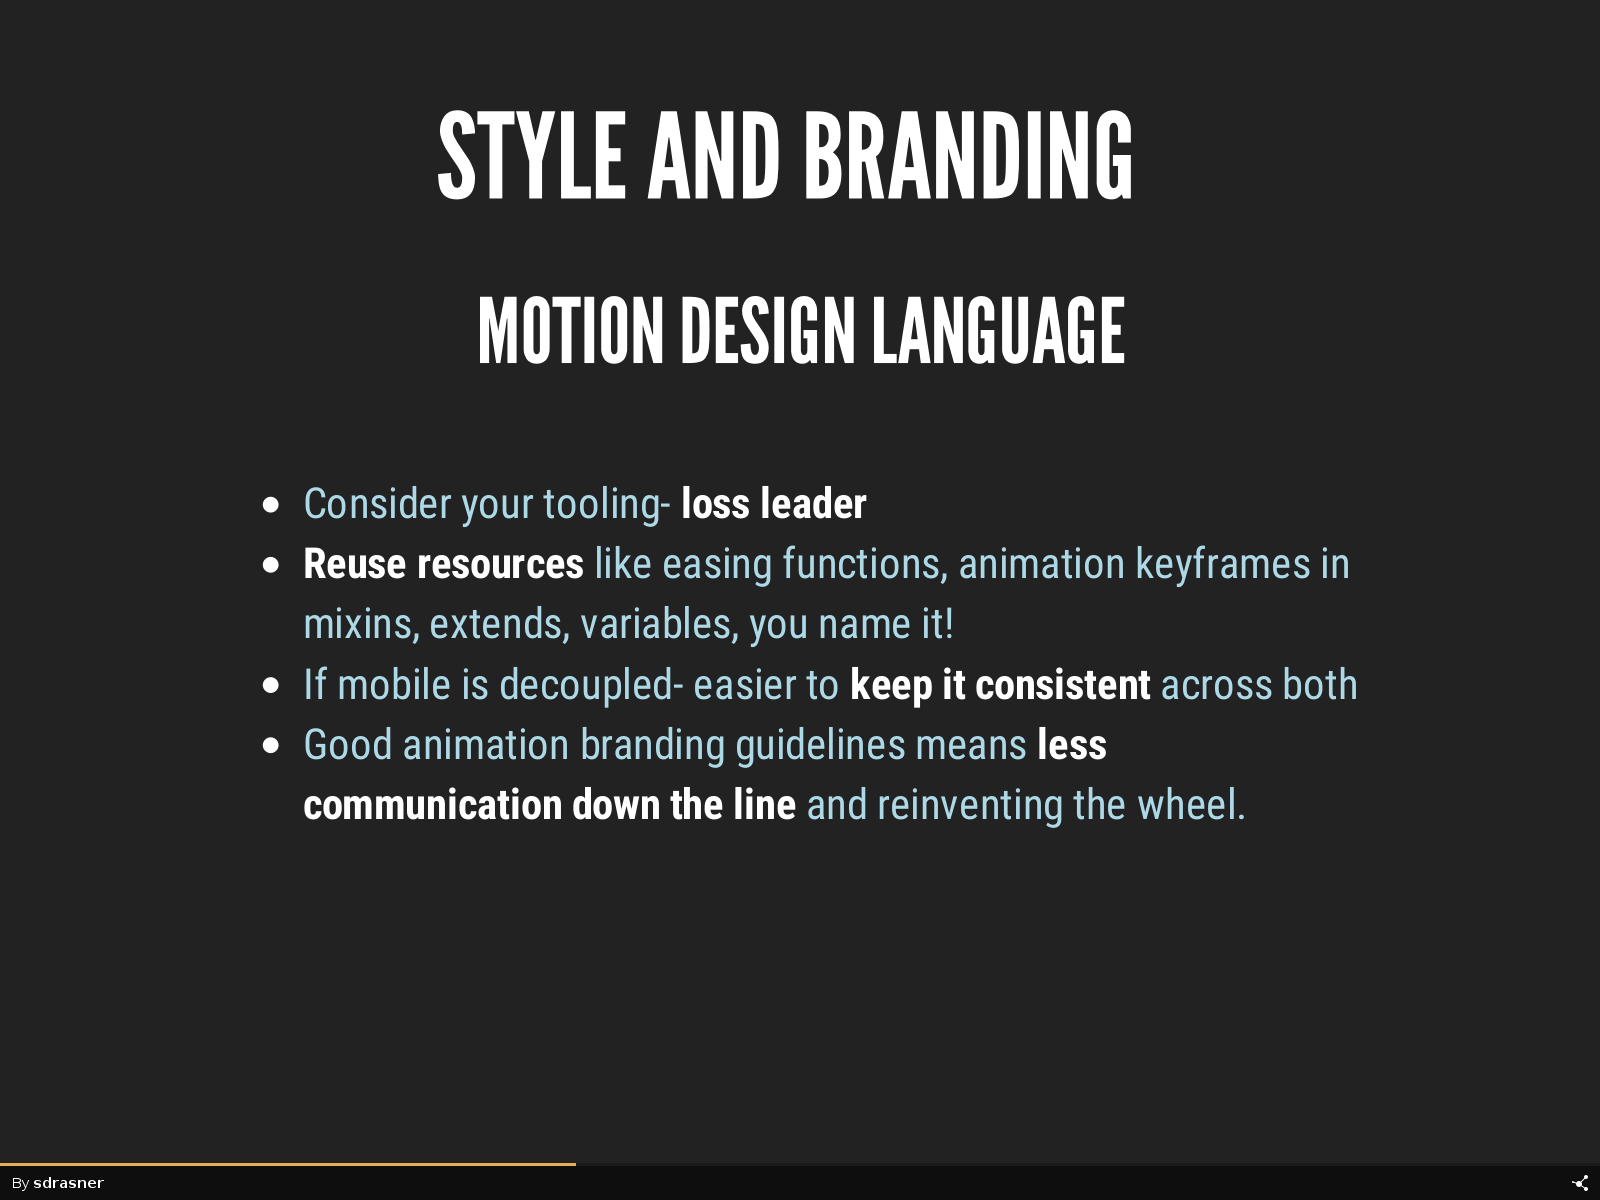 STYLE AND BRANDING
MOTION DESIGN LANGUAGE
Consider your tooling- loss leader
Reuse resources like easing functions, animation keyframes in
mixins, extends, variables, you name it!
If mobile is decoupled- easier to keep it consistent across both
Good animation branding guidelines means less
communication down the line and reinventing the wheel.
By sdrasner